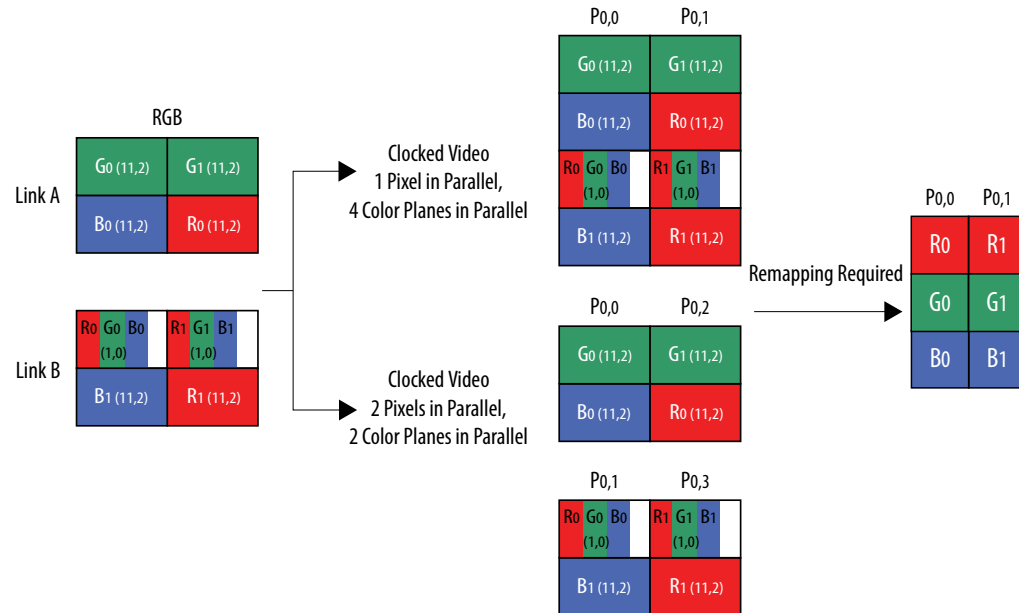 RGB
Link A
G0 (11,2) G1 (11,2)
B0 (11,2) R0 (11,2)
Link B
R0 G0 B0 R1 G1 B1
(1,0) (1,0)
B1 (11,2) R1 (11,2)
Clocked Video
1 Pixel in Parallel,
4 Color Planes in Parallel
Clocked Video
2 Pixels in Parallel,
2 Color Planes in Parallel
P0,0 P0,1
G0 (11,2) G1 (11,2)
B0 (11,2) R0 (11,2)
R0 G0 B0 R1 G1 B1
(1,0) (1,0)
B1 (11,2) R1 (11,2)
P0,0 P0,2
G0 (11,2) G1 (11,2)
B0 (11,2) R0 (11,2)
P0,1 P0,3
R0 G0 B0 R1 G1 B1
(1,0) (1,0)
B1 (11,2) R1 (11,2)
Remapping Required
P0,0 P0,1
R0 R1
G0 G1
B0 B1